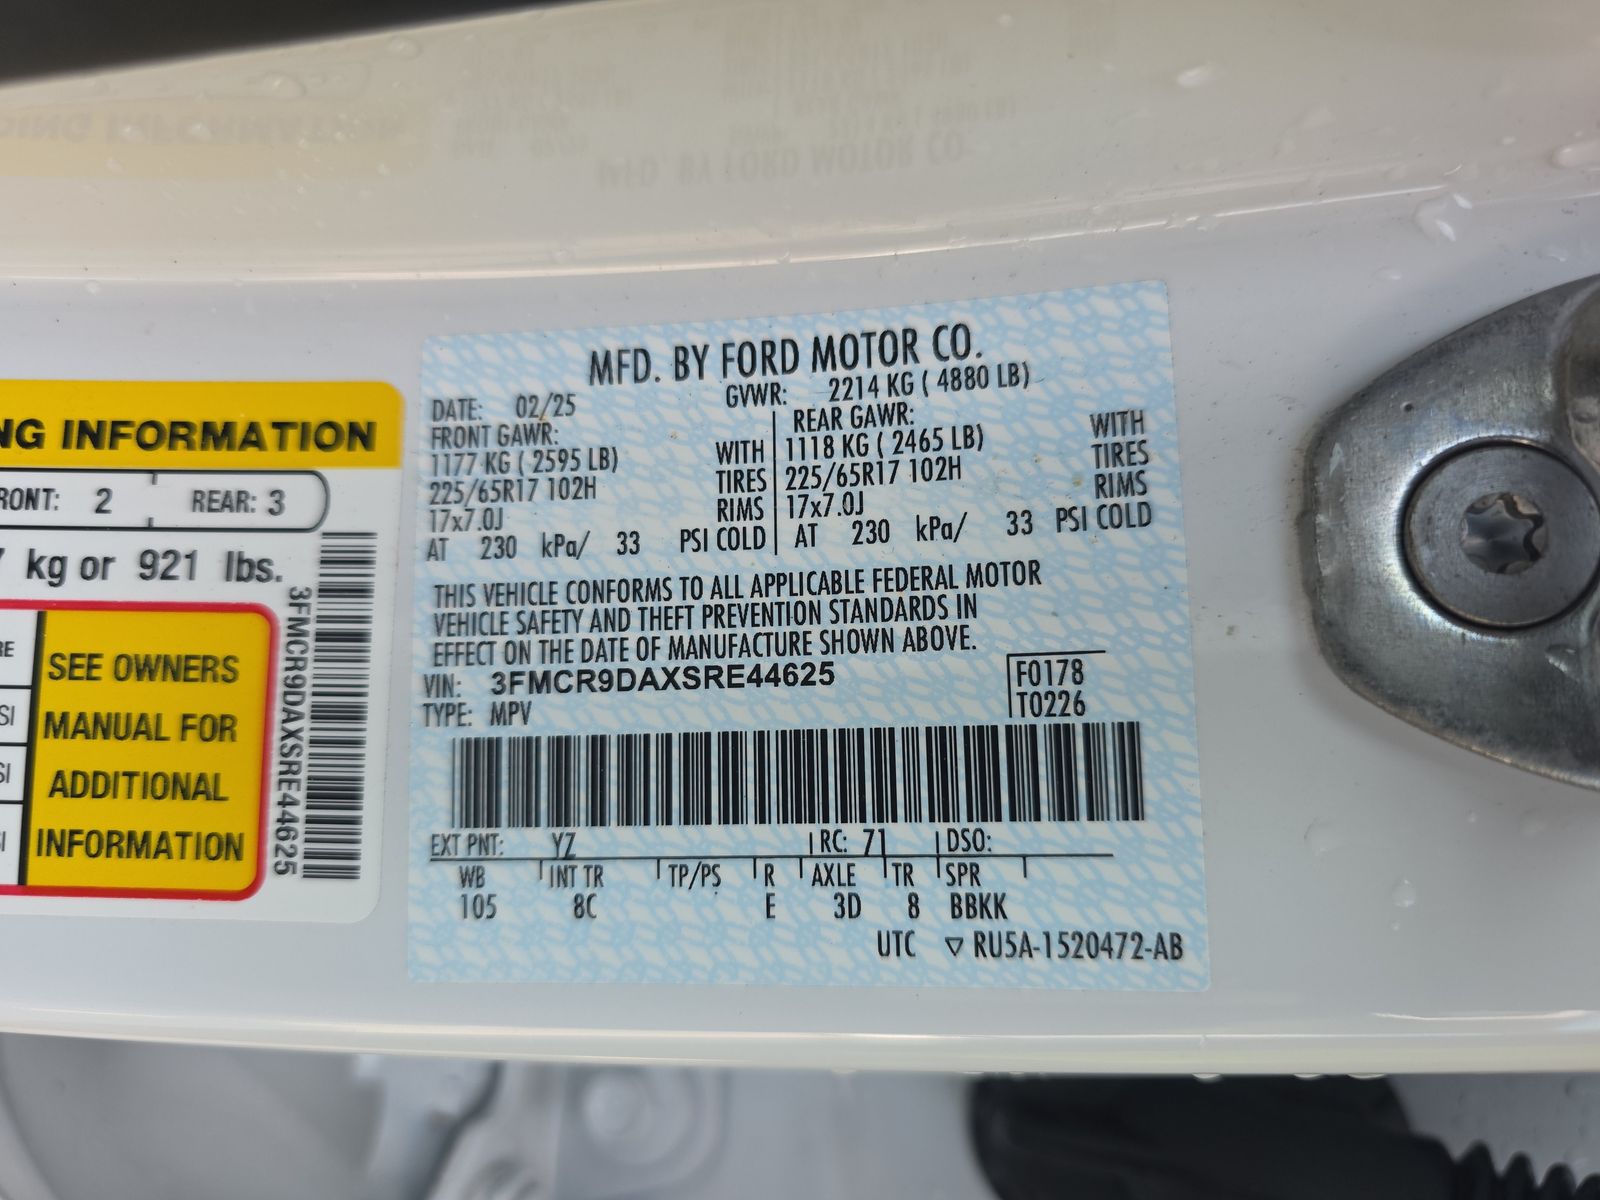 NG INFORMATION
RONT: 2 REAR: 3
7 kg or 921 lbs.
RE
SI
SI
SI
SEE OWNERS
MANUAL FOR
ADDITIONAL
INFORMATION
3FMCR9DAXSRE44625
MFD. BY FORD MOTOR CO.
DATE: 02/25 GVWR: 2214 KG ( 4880 LB)
FRONT GAWR: REAR GAWR:
1177 KG ( 2595 LB) WITH 1118 KG ( 2465 LB) WITH
225/65R17 102H TIRES 225/65R17 102H TIRES
17x7.0J RIMS 17x7.0J RIMS
AT 230 kPa/ 33 PSI COLD AT 230 kPa/ 33 PSI COLD
THIS VEHICLE CONFORMS TO ALL APPLICABLE FEDERAL MOTOR
VEHICLE SAFETY AND THEFT PREVENTION STANDARDS IN
EFFECT ON THE DATE OF MANUFACTURE SHOWN ABOVE.
VIN: 3FMCR9DAXSRE44625 F0178
TYPE: MPV T0226
EXT PNT: YZ RC: 71 DSO:
WB INT TR TP/PS R AXLE TR SPR
105 8C E 3D 8 BBKK
UTC ▽ RU5A-1520472-AB